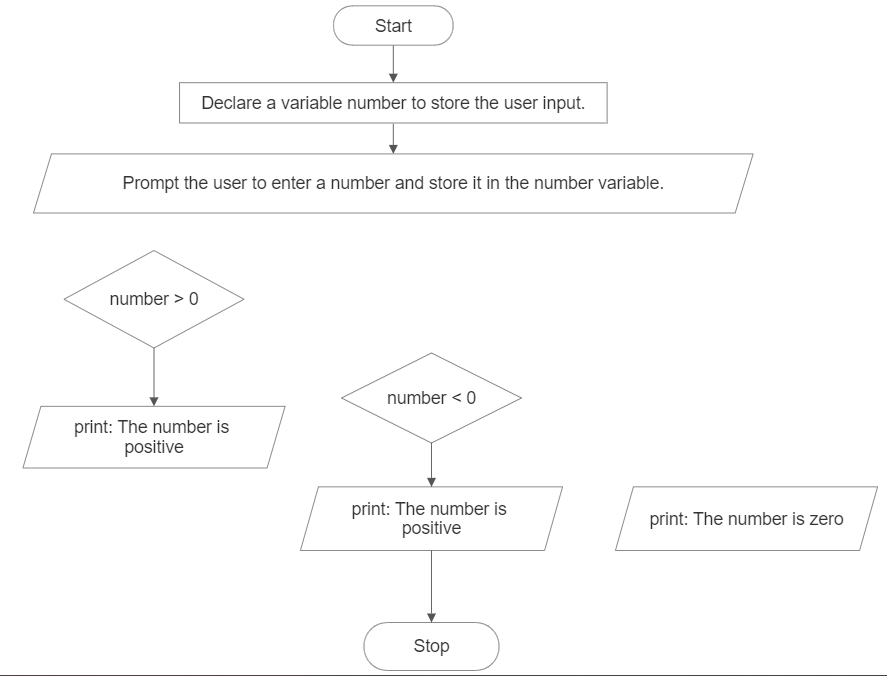 Start
Declare a variable number to store the user input.
Prompt the user to enter a number and store it in the number variable.
number > 0
print: The number is
positive
number < 0
print: The number is
positive
print: The number is zero
Stop